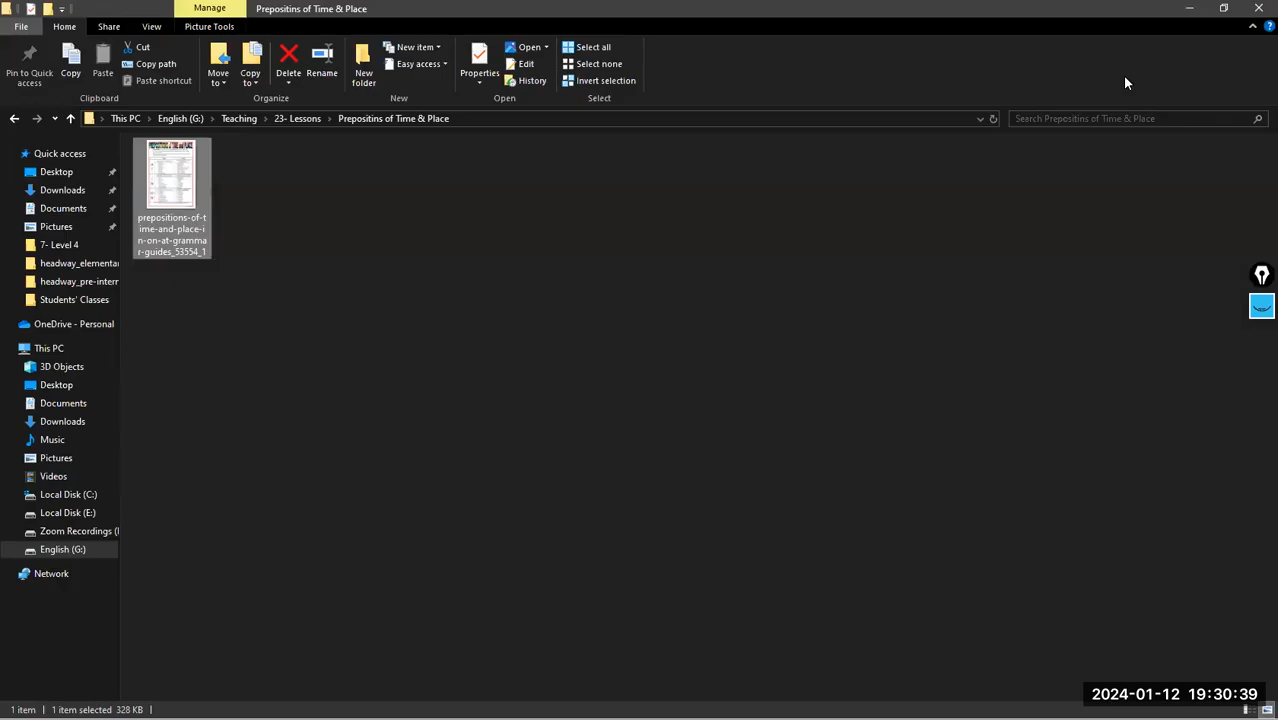 Manage
Prepositins of Time & Place
File
Home
Share
View
Picture Tools
Pin to Quick access
Copy
Paste
Cut
Copy path
Paste shortcut
Clipboard
Move to
Copy to
Delete
Rename
Organize
New folder
New item
Easy access
New
Properties
Open
Edit
History
Open
Select all
Select none
Invert selection
Select
This PC > English (G:) > Teaching > 23- Lessons > Prepositins of Time & Place
Search Prepositins of Time & Place
Quick access
Desktop
Downloads
Documents
Pictures
7- Level 4
headway_elementa
headway_pre-interr
Students' Classes
OneDrive - Personal
This PC
3D Objects
Desktop
Documents
Downloads
Music
Pictures
Videos
Local Disk (C:)
Local Disk (E:)
Zoom Recordings (
English (G:)
Network
prepositions-of-t
ime-and-place-i
n-on-at-gramma
r-guides_53554_1
1 item
1 item selected 328 KB
2024-01-12 19:30:39